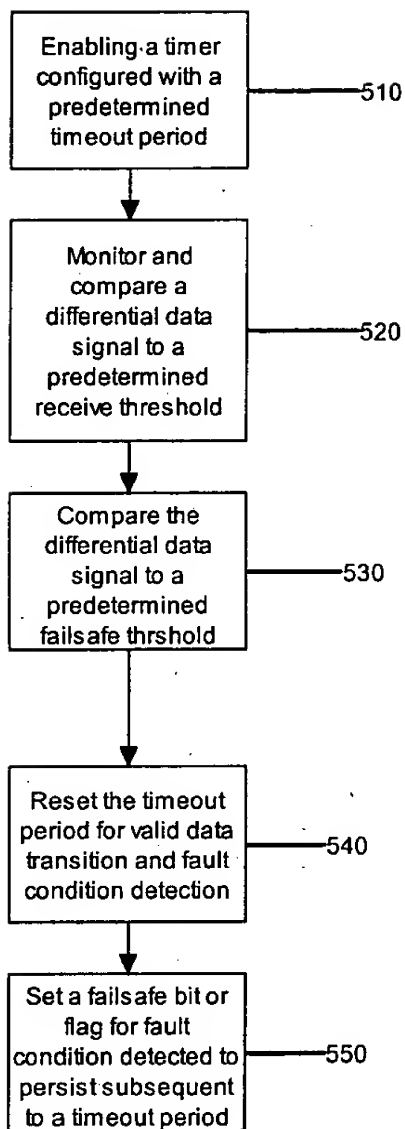 Enabling a timer
configured with a
predetermined
timeout period
510
Monitor and
compare a
differential data
signal to a
predetermined
receive threshold
520
Compare the
differential data
signal to a
predetermined
failsafe thrshold
530
Reset the timeout
period for valid data
transition and fault
condition detection
540
Set a failsafe bit or
flag for fault
condition detected to
persist subsequent
to a timeout period
550